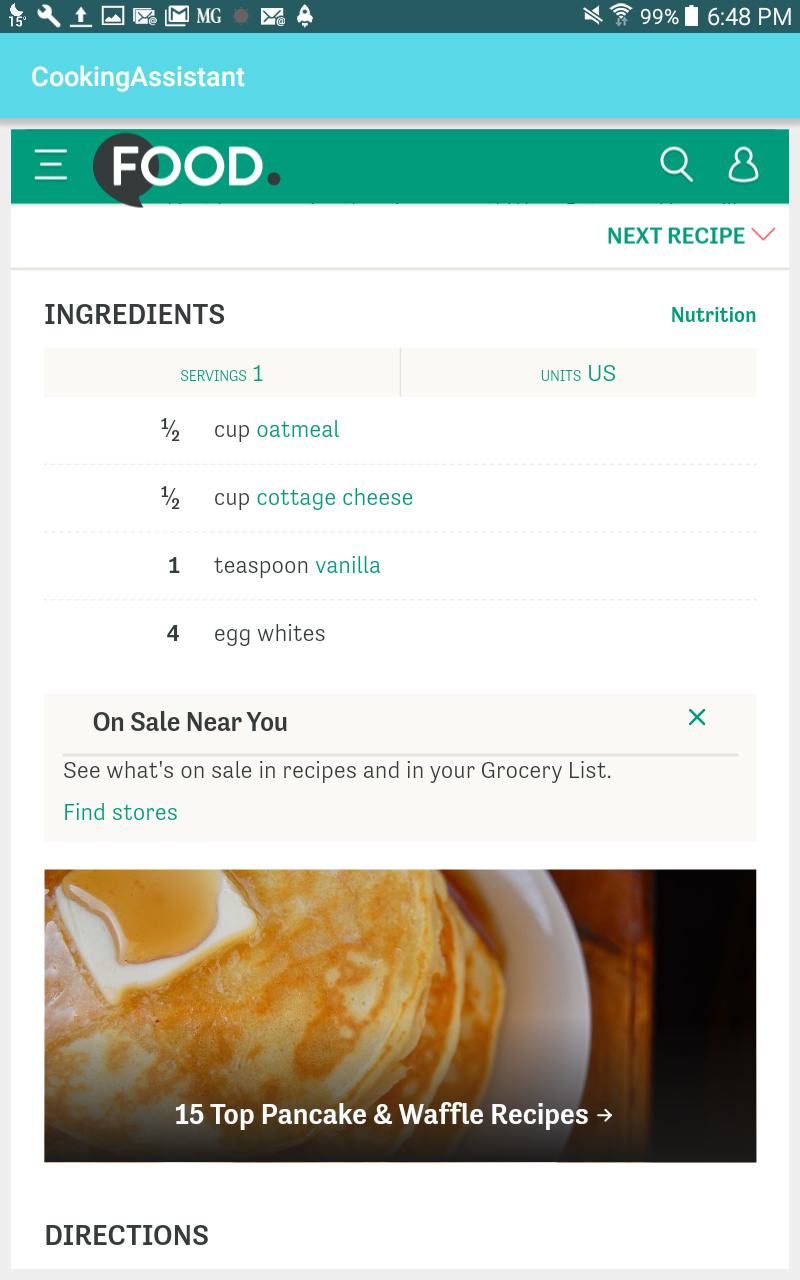 15°
MG
@
99%
6:48 PM
CookingAssistant
FOOD.
NEXT RECIPE
INGREDIENTS
Nutrition
SERVINGS 1
UNITS US
½ cup oatmeal
½ cup cottage cheese
1 teaspoon vanilla
4 egg whites
On Sale Near You
See what's on sale in recipes and in your Grocery List.
Find stores
15 Top Pancake & Waffle Recipes →
DIRECTIONS